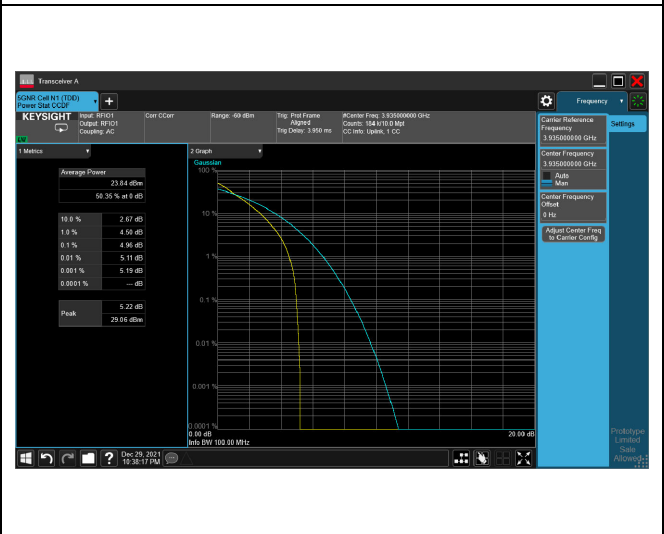 Transceiver A
5GNR Cell N1 (TDD)
Power Stat CCDF
Frequency
KEYSIGHT
Input: RFIO1
Output: RFIO1
Coupling: AC
Corr CCorr
Range: -60 dBm
Trig: Prdl Frame
Aligned
Trig Delay: 3.950 ms
#Center Freq: 3.935000000 GHz
Counts: 184 k/10.0 Mpt
CC Info: Uplink, 1 CC
1 Metrics
Average Power
23.84 dBm
50.35 % at 0 dB
10.0 % 2.67 dB
1.0 % 4.50 dB
0.1 % 4.96 dB
0.01 % 5.11 dB
0.001 % 5.19 dB
0.0001 % --- dB
Peak
5.22 dB
29.06 dBm
2 Graph
Gaussian
100 %
10 %
1 %
0.1 %
0.01 %
0.001 %
0.0001 %
0.00 dB
20.00 dB
Info BW 100.00 MHz
Carrier Reference
Frequency
3.935000000 GHz
Center Frequency
3.935000000 GHz
Auto
Man
Center Frequency
Offset
0 Hz
Adjust Center Freq
to Carrier Config
Settings
Prototype
Limited
Sale
Allowed
?
Dec 29, 2021
10:38:17 PM